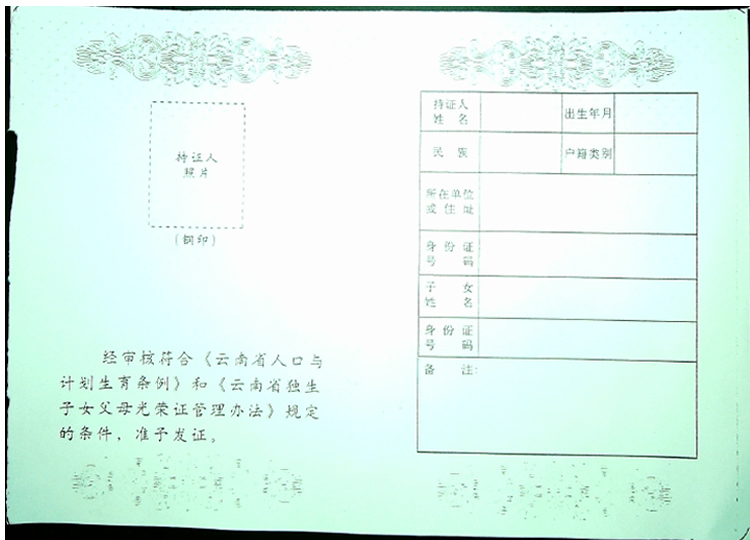 持证人
照片
（钢印）
经审核符合《云南省人口与
计划生育条例》和《云南省独生
子女父母光荣证管理办法》规定
的条件，准予发证。
持证人
姓 名
出生年月
民 族
户籍类别
所在单位
或 住 址
身 份 证
号 码
子 女
姓 名
身 份 证
号 码
备 注：